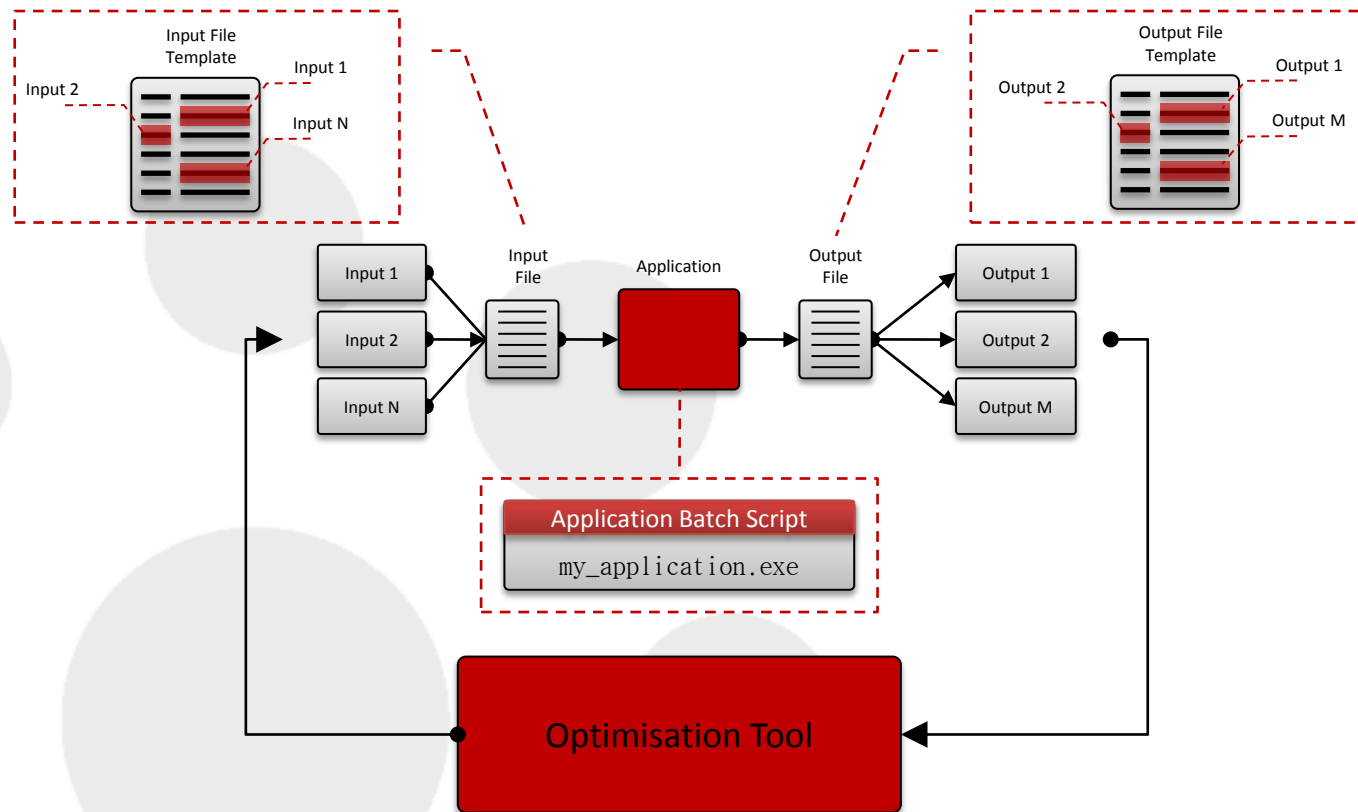 Input File
Template
Input 1
Input 2
Input N
Output File
Template
Output 1
Output 2
Output M
Input 1
Input 2
Input N
Input
File
Application
Output
File
Output 1
Output 2
Output M
Application Batch Script
my_application.exe
Optimisation Tool